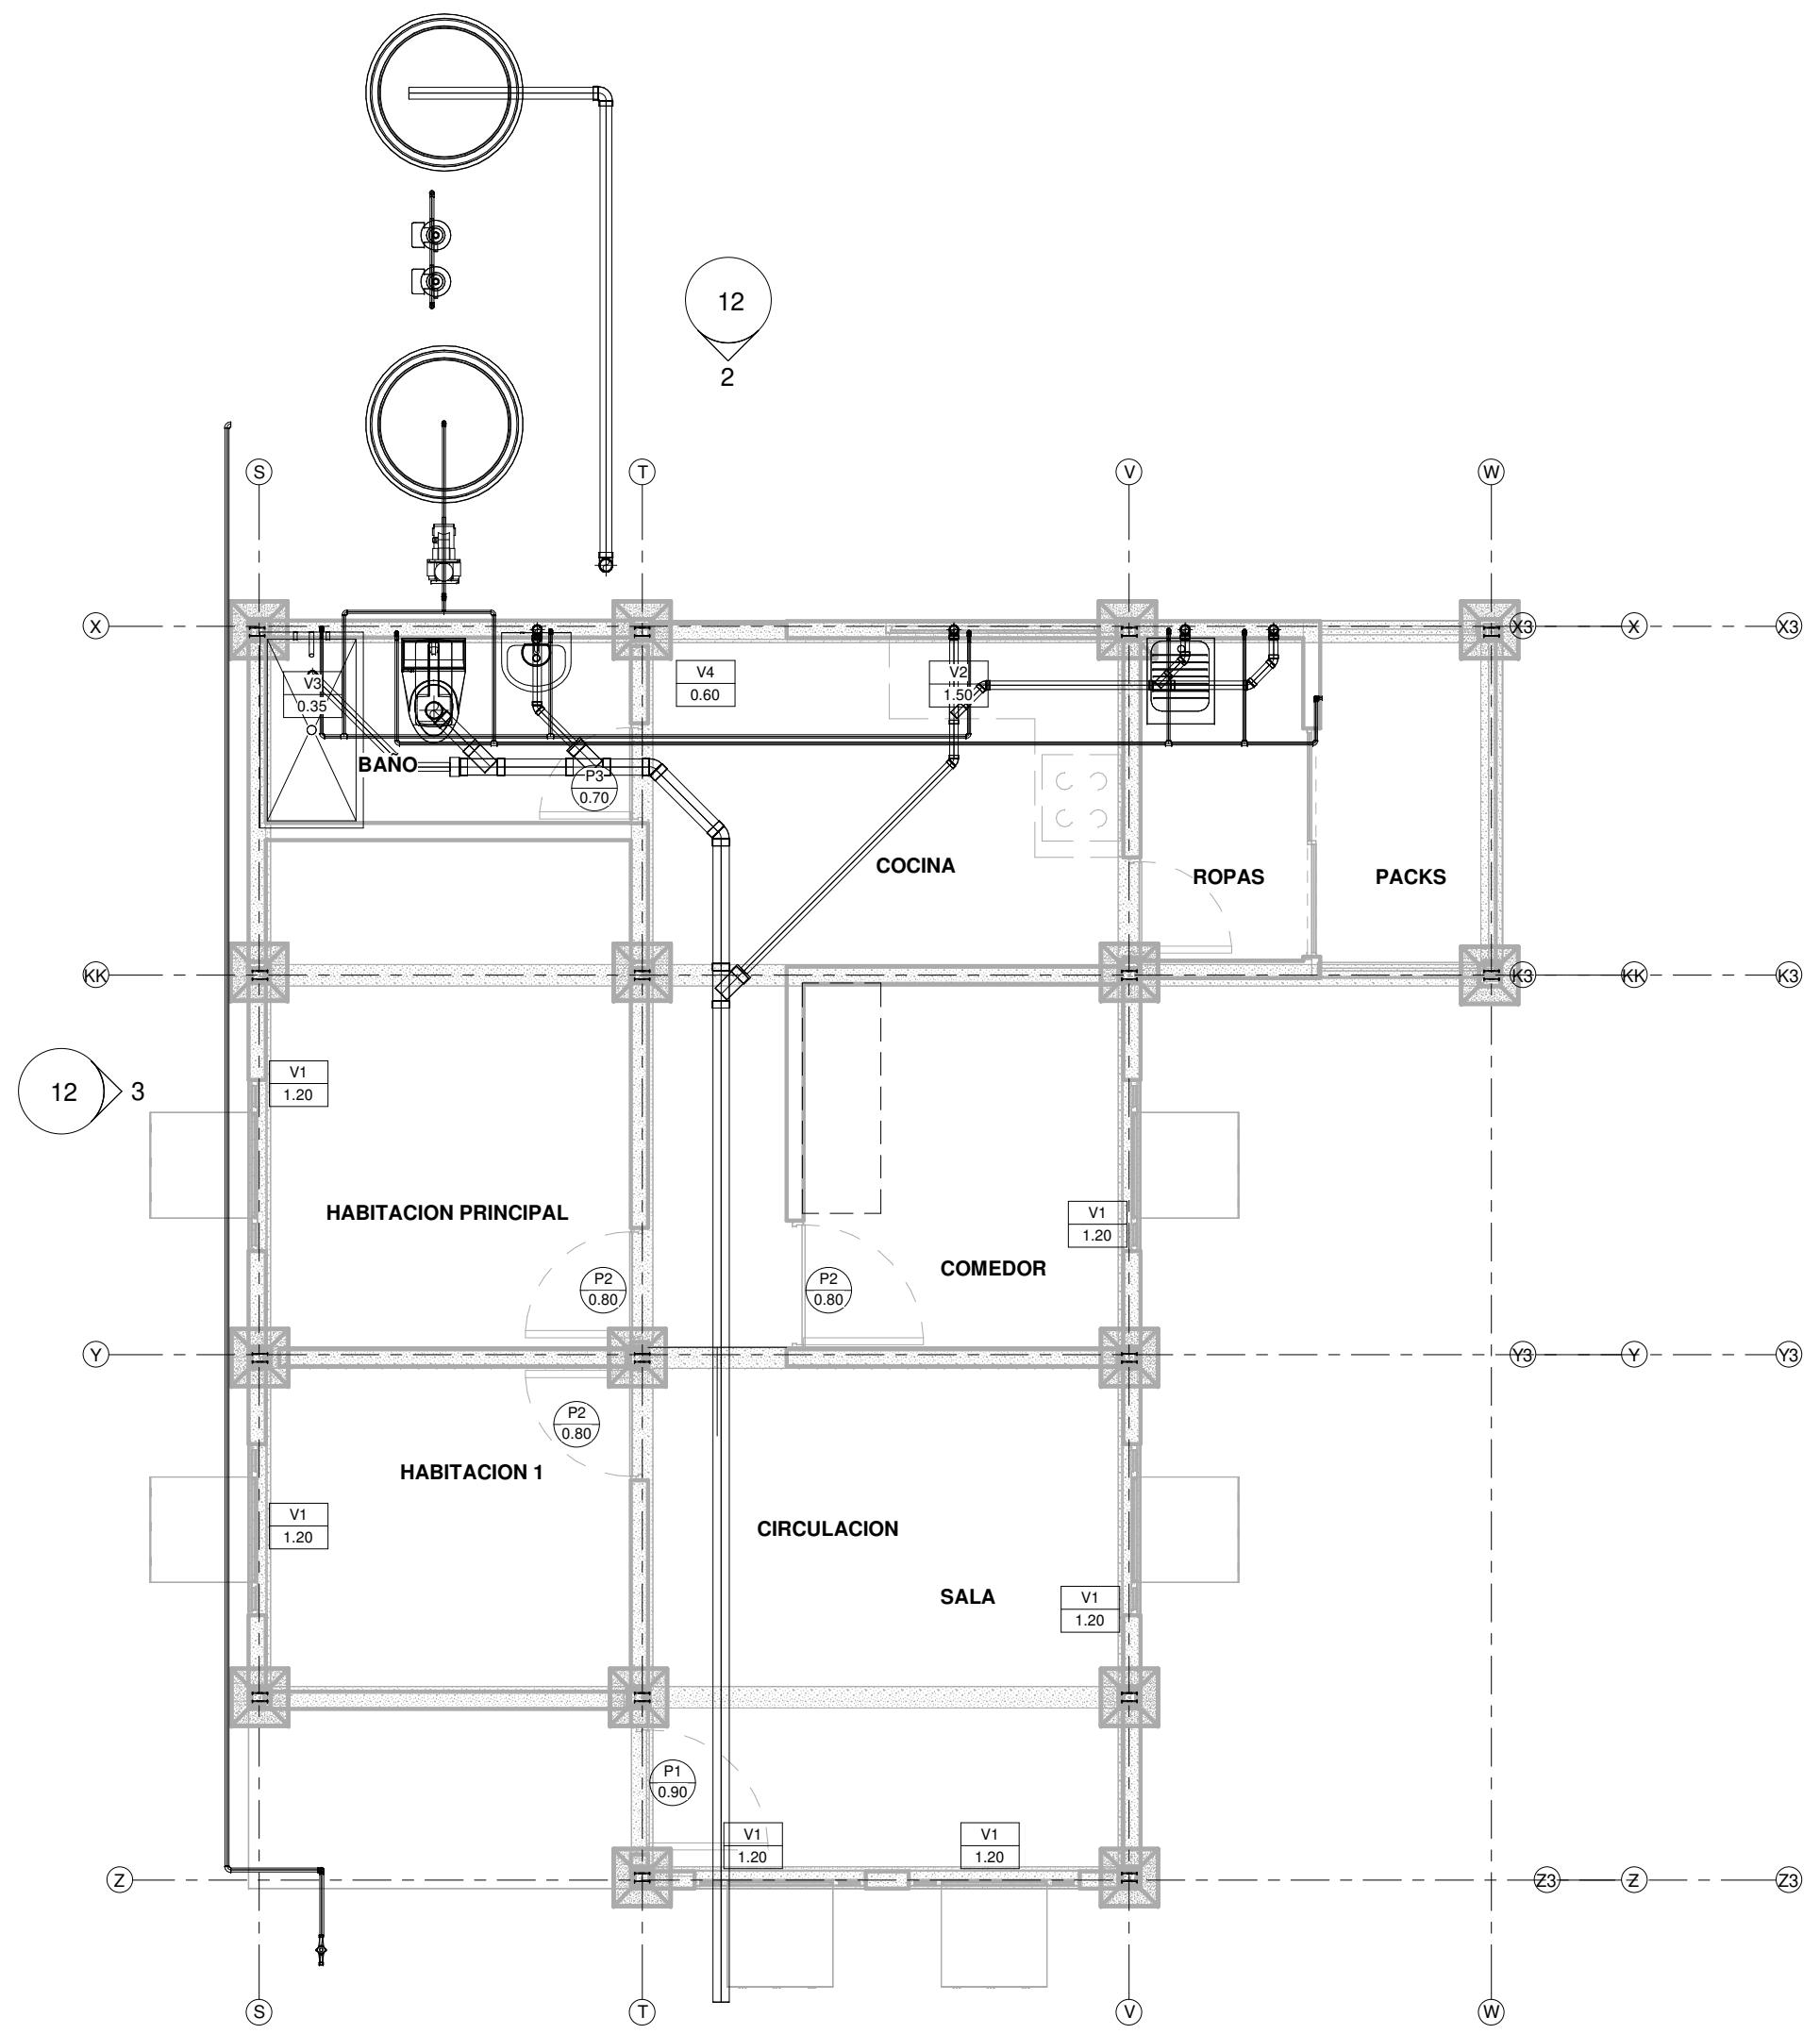 12
2
S
T
V
W
X
X3
X
X3
V3
0.35
V4
0.60
V2
1.50
BAÑO
P3
0.70
COCINA
ROPAS
PACKS
KK
K3
KK
K3
12
3
V1
1.20
HABITACION PRINCIPAL
V1
1.20
COMEDOR
P2
0.80
P2
0.80
Y
Y3
Y
Y3
P2
0.80
HABITACION 1
V1
1.20
CIRCULACION
SALA
V1
1.20
P1
0.90
V1
1.20
V1
1.20
Z
Z3
Z
Z3
S
T
V
W